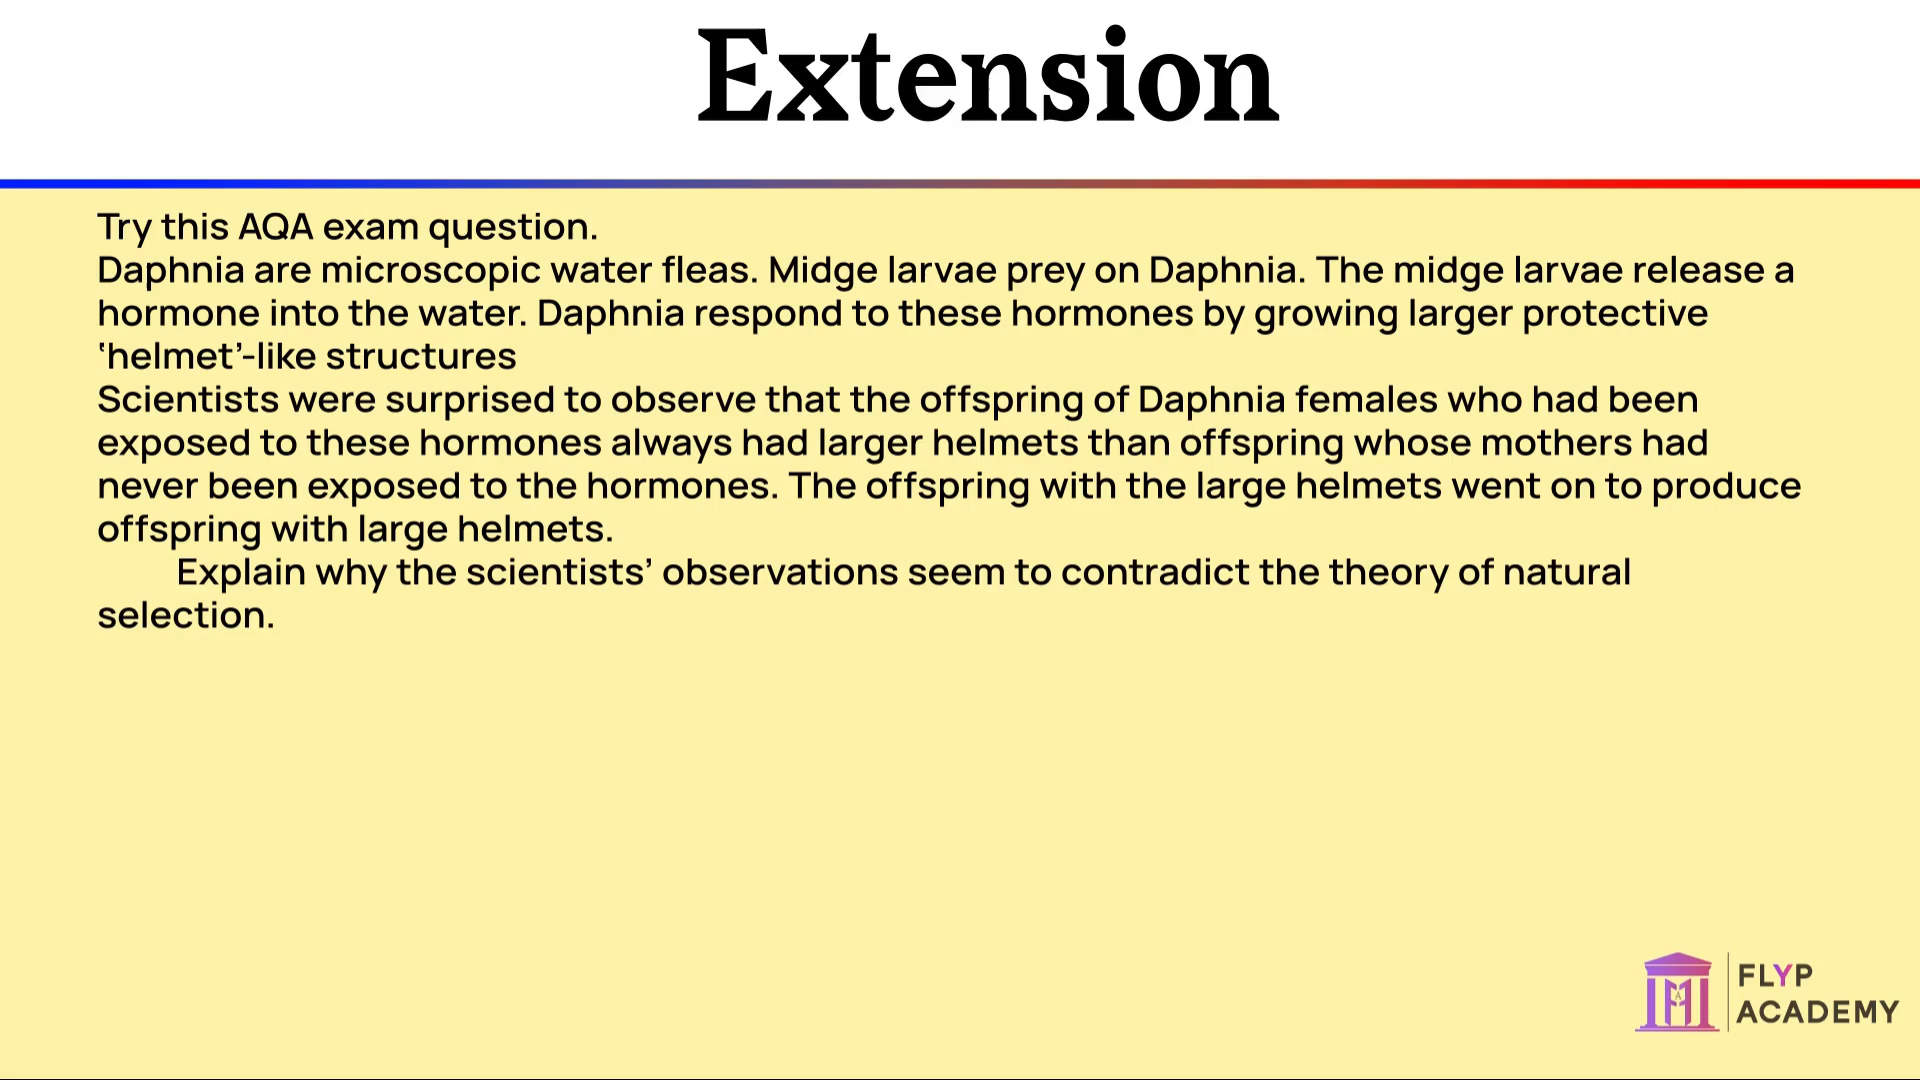 Extension
Try this AQA exam question.
Daphnia are microscopic water fleas. Midge larvae prey on Daphnia. The midge larvae release a
hormone into the water. Daphnia respond to these hormones by growing larger protective
‘helmet’-like structures
Scientists were surprised to observe that the offspring of Daphnia females who had been
exposed to these hormones always had larger helmets than offspring whose mothers had
never been exposed to the hormones. The offspring with the large helmets went on to produce
offspring with large helmets.
Explain why the scientists’ observations seem to contradict the theory of natural
selection.
FLYP
ACADEMY